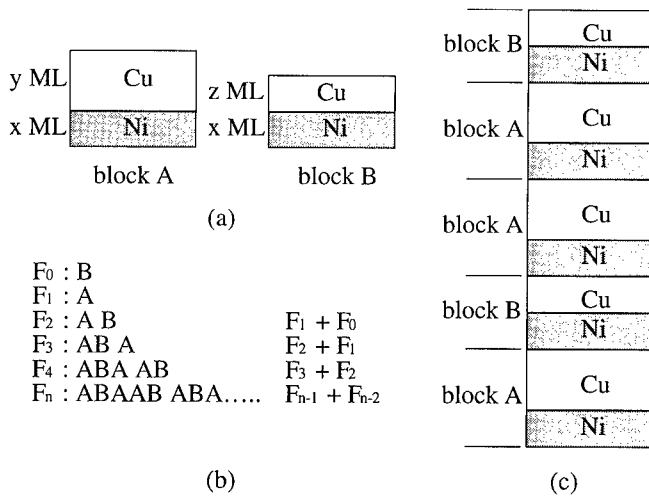 y ML
Cu
x ML
Ni
block A
z ML
Cu
x ML
Ni
block B
(a)
F0 : B
F1 : A
F2 : A B F1 + F0
F3 : AB A F2 + F1
F4 : ABA AB F3 + F2
Fn : ABAAB ABA..... Fn-1 + Fn-2
(b)
block B
Cu
Ni
block A
Cu
Ni
block A
Cu
Ni
block B
Cu
Ni
block A
Cu
Ni
(c)